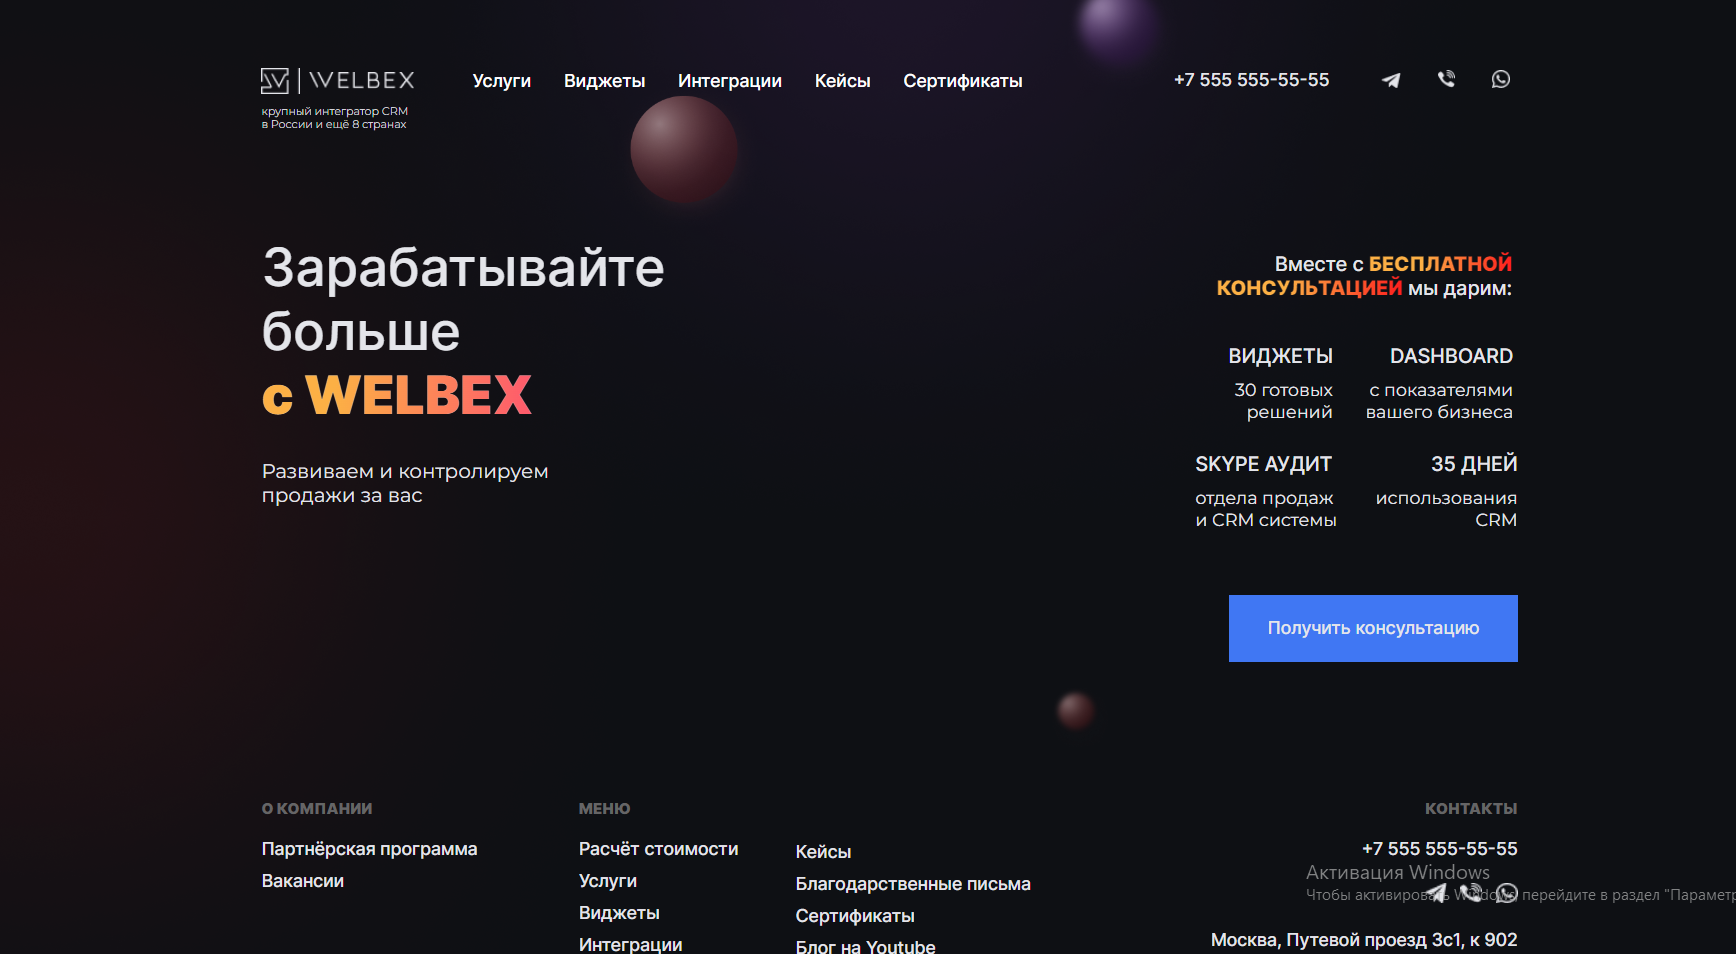 WELBEX
крупный интегратор CRM
в России и ещё 8 странах
Услуги
Виджеты
Интеграции
Кейсы
Сертификаты
+7 555 555-55-55
Зарабатывайте
больше
с WELBEX
Развиваем и контролируем
продажи за вас
Вместе с БЕСПЛАТНОЙ
КОНСУЛЬТАЦИЕЙ мы дарим:
ВИДЖЕТЫ
30 готовых
решений
DASHBOARD
с показателями
вашего бизнеса
SKYPE АУДИТ
отдела продаж
и CRM системы
35 ДНЕЙ
использования
CRM
Получить консультацию
О КОМПАНИИ
Партнёрская программа
Вакансии
МЕНЮ
Расчёт стоимости
Услуги
Виджеты
Интеграции
Кейсы
Благодарственные письма
Сертификаты
Блог на Youtube
КОНТАКТЫ
+7 555 555-55-55
Активация Windows
Чтобы активировать Windows, перейдите в раздел "Параметр
Москва, Путевой проезд 3с1, к 902